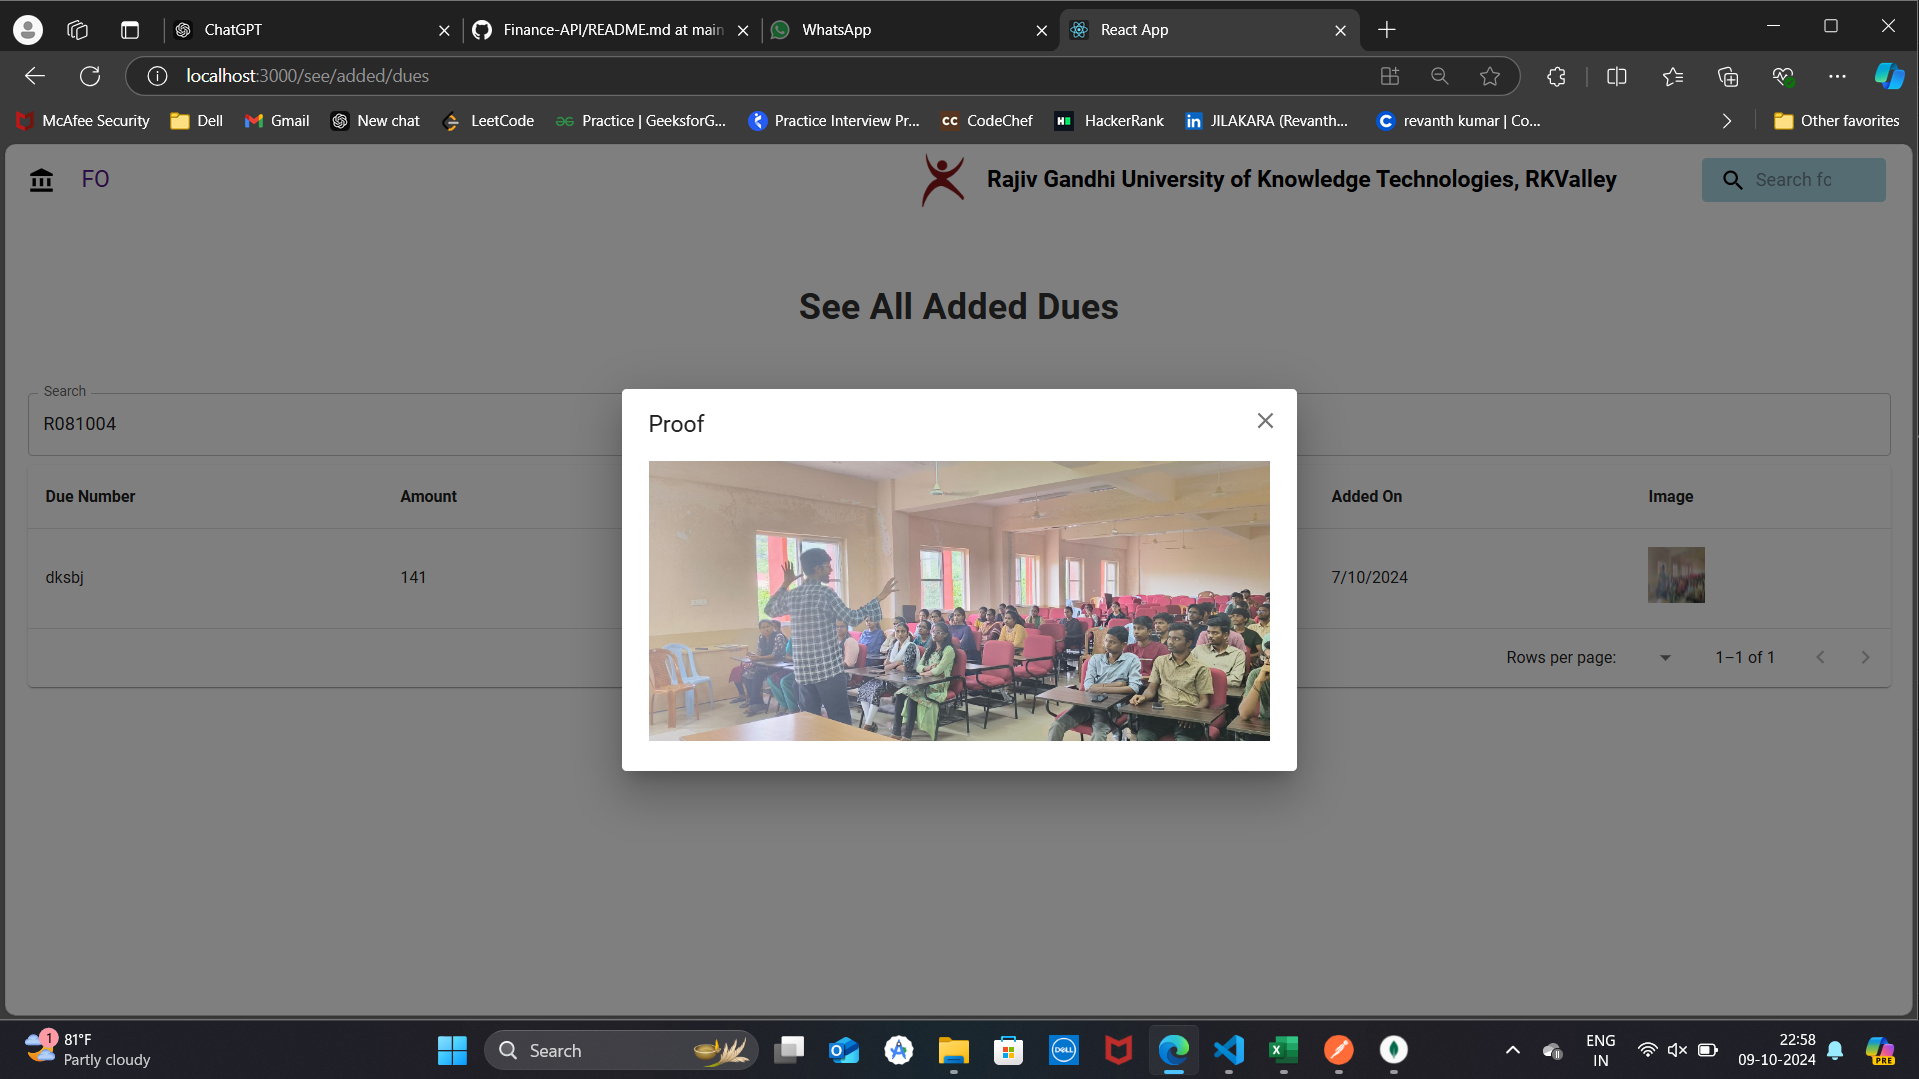 ChatGPT
Finance-API/README.md at main
WhatsApp
React App
localhost:3000/see/added/dues
McAfee Security
Dell
Gmail
New chat
LeetCode
Practice | GeeksforG...
Practice Interview Pr...
CodeChef
HackerRank
JILAKARA (Revanth...
revanth kumar | Co...
Other favorites
FO
Rajiv Gandhi University of Knowledge Technologies, RKValley
Search fo
See All Added Dues
Search
R081004
Proof
Due Number Amount Added On Image
dksbj 141 7/10/2024
Rows per page: 1–1 of 1
1
81°F
Partly cloudy
Search
DELL
ENG
IN
22:58
09-10-2024
PRE